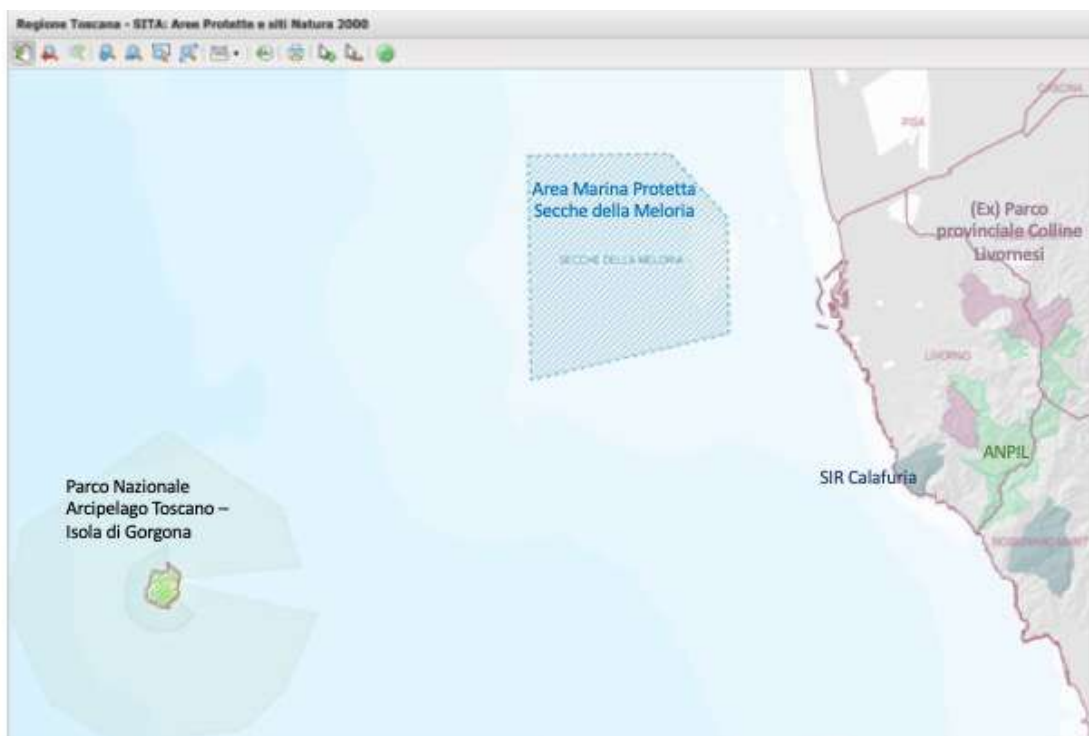 Regione Toscana - SITA: Aree Protette e siti Natura 2000
CASCINA
PISA
Area Marina Protetta
Secche della Meloria
SECCHE DELLA MELORIA
(Ex) Parco
provinciale Colline
Livornesi
LIVORNO
ANPIL
SIR Calafuria
Parco Nazionale
Arcipelago Toscano –
Isola di Gorgona